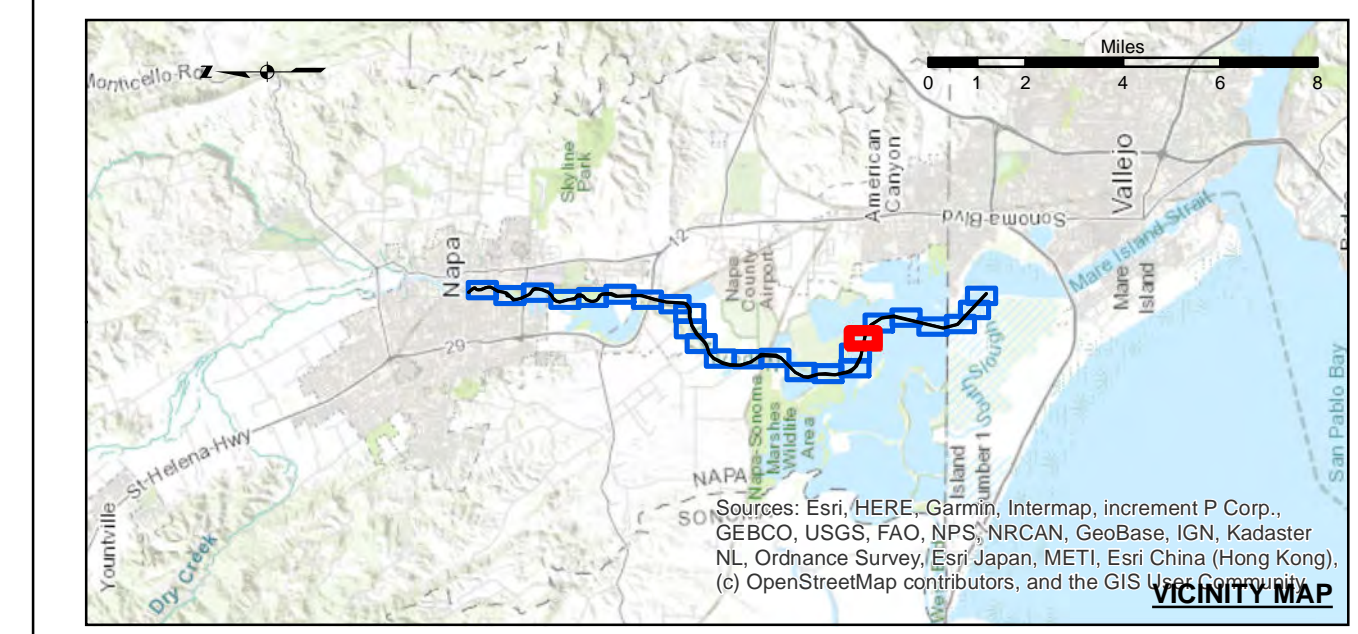 Miles
0 1 2 4 6 8
Monticello-Rd
Z
Skyline
Park
American
Canyon
Vallejo
Sonoma-Blvd
Mare Island Strait
Napa
12
Napa
County
Airport
Mare
Island
29
South Slough
San Pablo Bay
St-Helena-Hwy
Napa-Sonoma
Marshes
Wildlife
Area
Island
Number 1
NAPA
Yountville
Dry Creek
Sources: Esri, HERE, Garmin, Intermap, increment P Corp.,
GEBCO, USGS, FAO, NPS, NRCAN, GeoBase, IGN, Kadaster
NL, Ordnance Survey, Esri Japan, METI, Esri China (Hong Kong),
(c) OpenStreetMap contributors, and the GIS User Community
VICINITY MAP